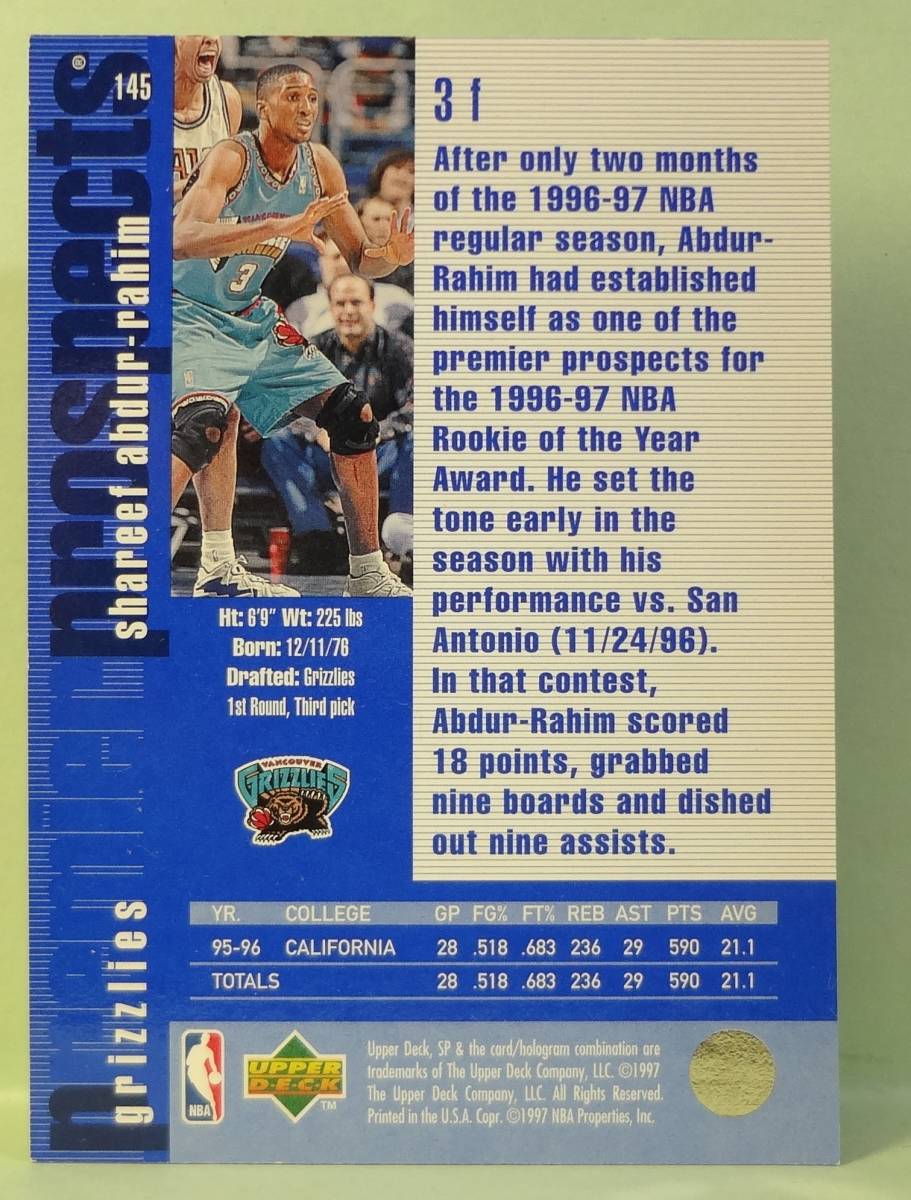 145
premier prospects
shareef abdur-rahim
grizzlies
3
3 f
After only two months
of the 1996-97 NBA
regular season, Abdur-
Rahim had established
himself as one of the
premier prospects for
the 1996-97 NBA
Rookie of the Year
Award. He set the
tone early in the
season with his
performance vs. San
Antonio (11/24/96).
In that contest,
Abdur-Rahim scored
18 points, grabbed
nine boards and dished
out nine assists.
Ht: 6'9" Wt: 225 lbs
Born: 12/11/76
Drafted: Grizzlies
1st Round, Third pick
VANCOUVER
GRIZZLIES
YR. COLLEGE GP FG% FT% REB AST PTS AVG
95-96 CALIFORNIA 28 .518 .683 236 29 590 21.1
TOTALS 28 .518 .683 236 29 590 21.1
NBA
UPPER
DECK
TM
Upper Deck, SP & the card/hologram combination are
trademarks of The Upper Deck Company, LLC. ©1997
The Upper Deck Company, LLC. All Rights Reserved.
Printed in the U.S.A. Copr. ©1997 NBA Properties, Inc.